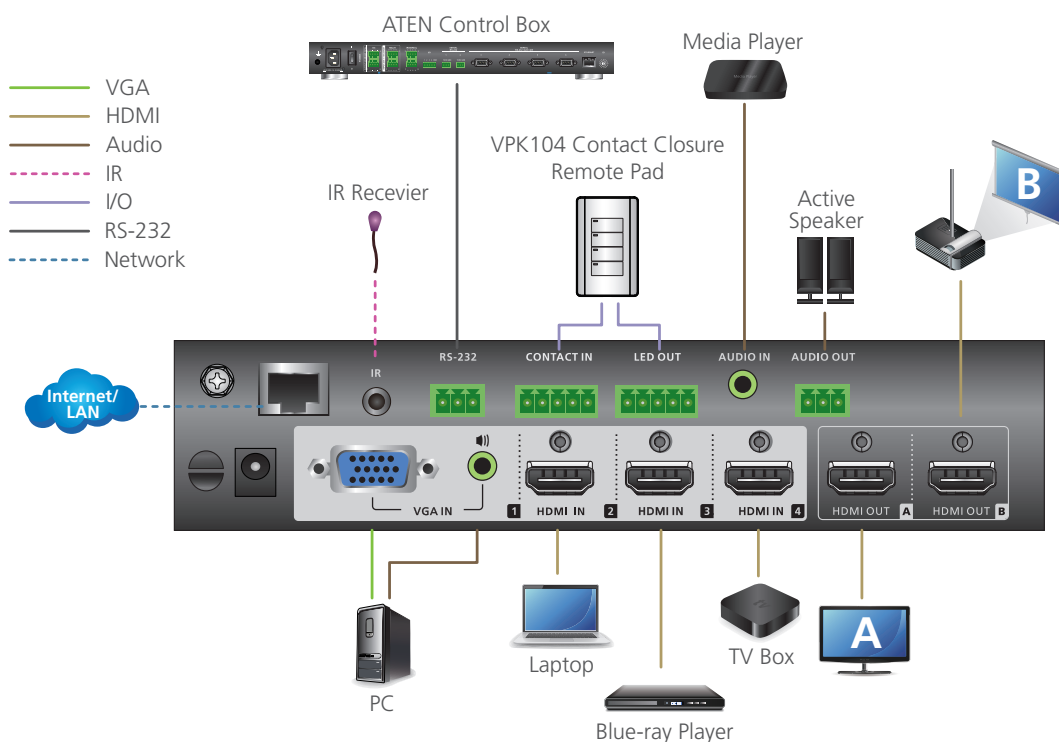 ATEN Control Box
Media Player
VGA
HDMI
Audio
IR
I/O
RS-232
Network
IR Recevier
VPK104 Contact Closure
Remote Pad
Active
Speaker
B
Internet/
LAN
IR
RS-232
CONTACT IN
LED OUT
AUDIO IN
AUDIO OUT
VGA IN
1
HDMI IN
2
HDMI IN
3
HDMI IN
4
HDMI OUT
A
HDMI OUT
B
PC
Laptop
Blue-ray Player
TV Box
A